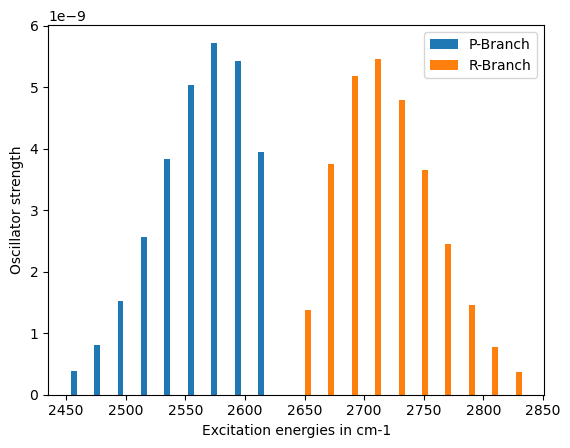 1e−9
P-Branch
R-Branch
6
5
4
3
2
1
0
Oscillator strength
2450 2500 2550 2600 2650 2700 2750 2800 2850
Excitation energies in cm-1